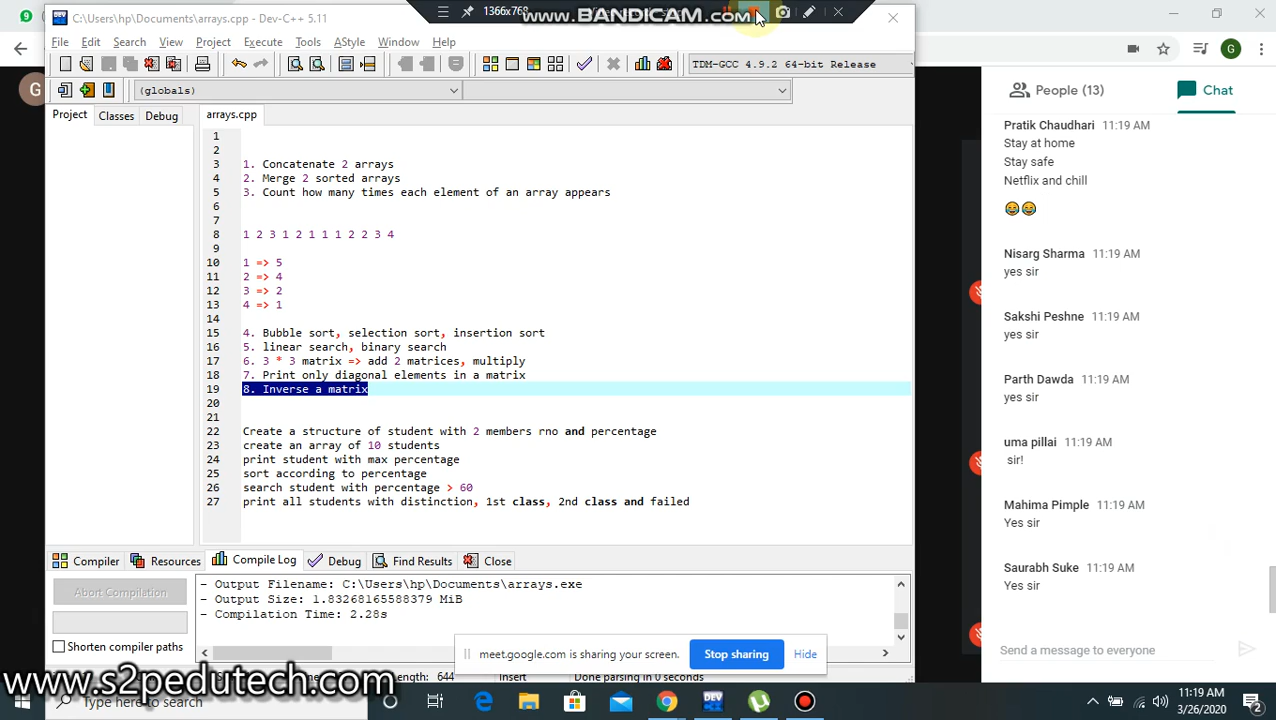 C:\Users\hp\Documents\arrays.cpp - Dev-C++ 5.11
1366x768
www.BANDICAM.com
File Edit Search View Project Execute Tools AStyle Window Help
TDM-GCC 4.9.2 64-bit Release
(globals)
Project Classes Debug
arrays.cpp
1
2
3 1. Concatenate 2 arrays
4 2. Merge 2 sorted arrays
5 3. Count how many times each element of an array appears
6
7
8 1 2 3 1 2 1 1 1 2 2 3 4
9
10 1 => 5
11 2 => 4
12 3 => 2
13 4 => 1
14
15 4. Bubble sort, selection sort, insertion sort
16 5. linear search, binary search
17 6. 3 * 3 matrix => add 2 matrices, multiply
18 7. Print only diagonal elements in a matrix
19 8. Inverse a matrix
20
21
22 Create a structure of student with 2 members rno and percentage
23 create an array of 10 students
24 print student with max percentage
25 sort according to percentage
26 search student with percentage > 60
27 print all students with distinction, 1st class, 2nd class and failed
Compiler Resources Compile Log Debug Find Results Close
Abort Compilation
Shorten compiler paths
- Output Filename: C:\Users\hp\Documents\arrays.exe
- Output Size: 1.83268165588379 MiB
- Compilation Time: 2.28s
meet.google.com is sharing your screen. Stop sharing Hide
644 Insert Done parsing in 0 seconds
www.s2pedutech.com
Type here to search
9
G
G
People (13) Chat
Pratik Chaudhari 11:19 AM
Stay at home
Stay safe
Netflix and chill
😂😂
Nisarg Sharma 11:19 AM
yes sir
Sakshi Peshne 11:19 AM
yes sir
Parth Dawda 11:19 AM
yes sir
uma pillai 11:19 AM
sir!
Mahima Pimple 11:19 AM
Yes sir
Saurabh Suke 11:19 AM
Yes sir
Send a message to everyone
11:19 AM
3/26/2020
2